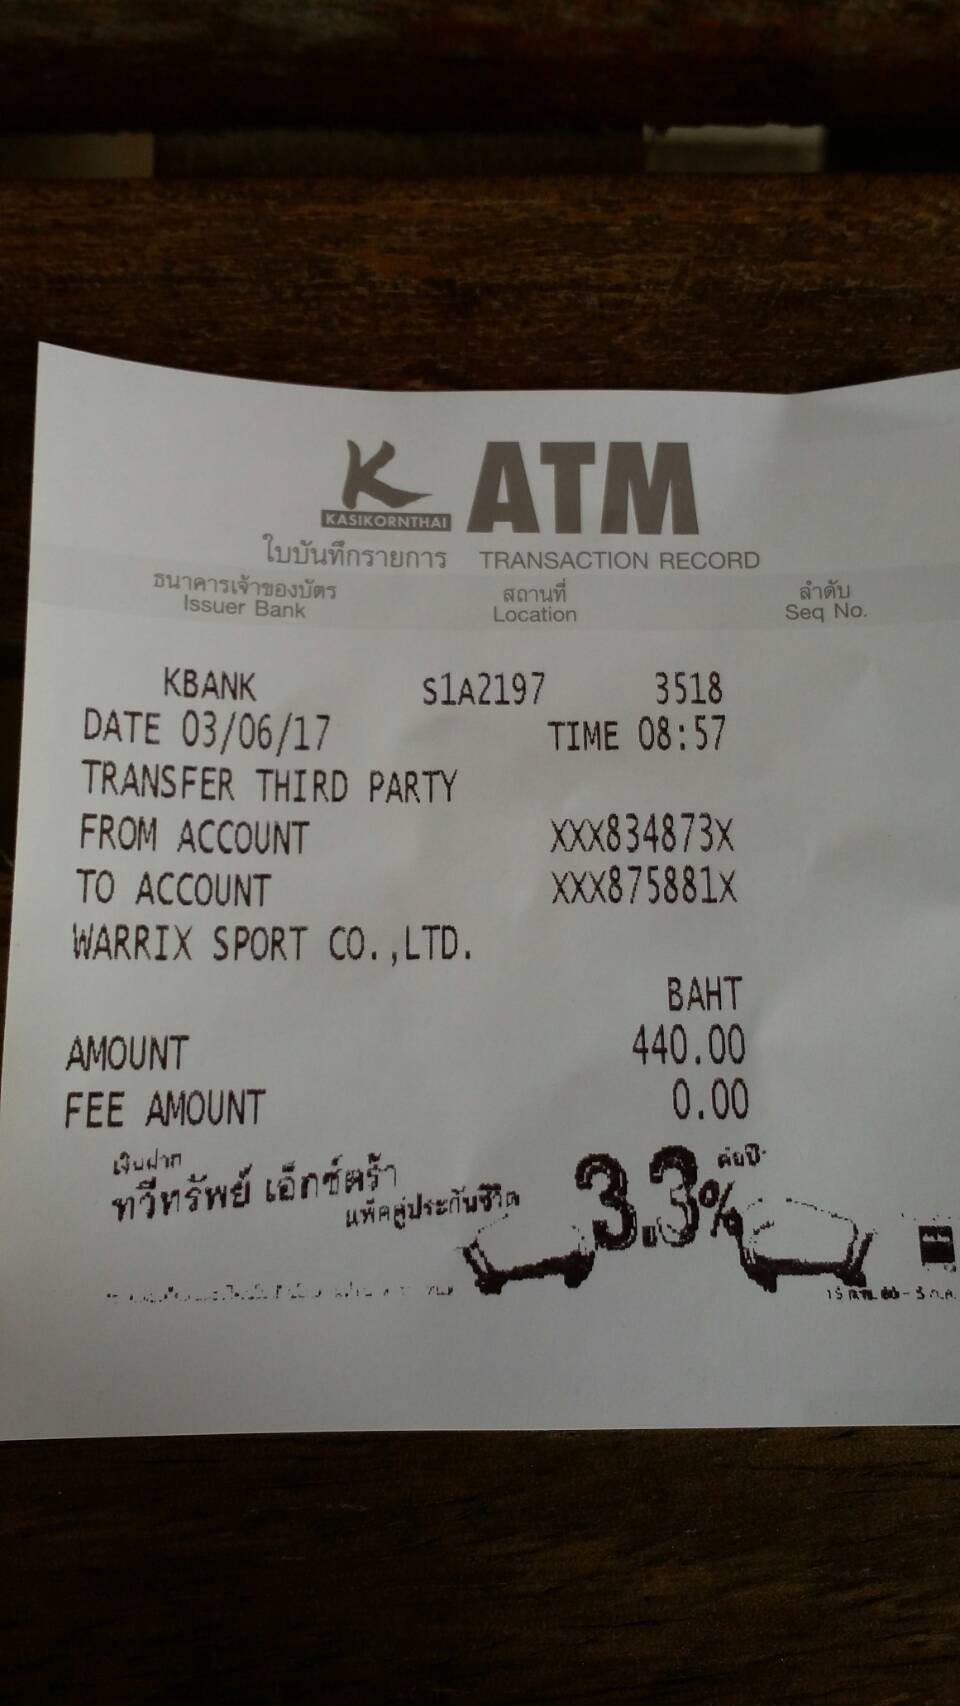 K ATM
KASIKORNTHAI
ใบบันทึกรายการ TRANSACTION RECORD
ธนาคารเจ้าของบัตร สถานที่ ลำดับ
Issuer Bank Location Seq No.
KBANK S1A2197 3518
DATE 03/06/17 TIME 08:57
TRANSFER THIRD PARTY
FROM ACCOUNT XXX834873X
TO ACCOUNT XXX875881X
WARRIX SPORT CO.,LTD.
BAHT
AMOUNT 440.00
FEE AMOUNT 0.00
เงินฝาก
ทวีทรัพย์ เอ็กซ์ตร้า 3.3% ต่อปี
แพ็คคู่ประกันชีวิต